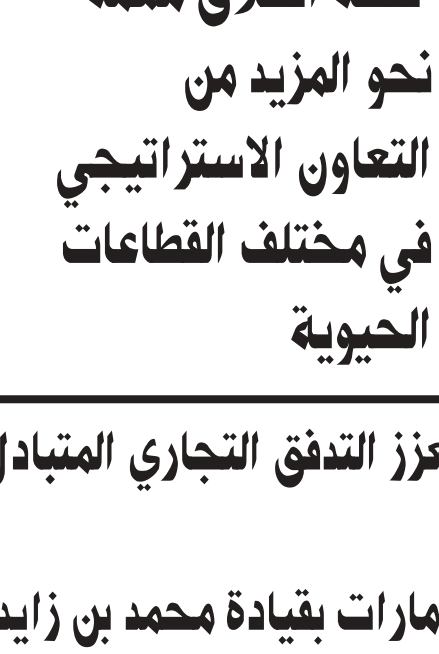 نحو المزيد من
التعاون الاستراتيجي
في مختلف القطاعات
الحيوية
التدفق التجاري المتبادل
بقيادة محمد بن زايد